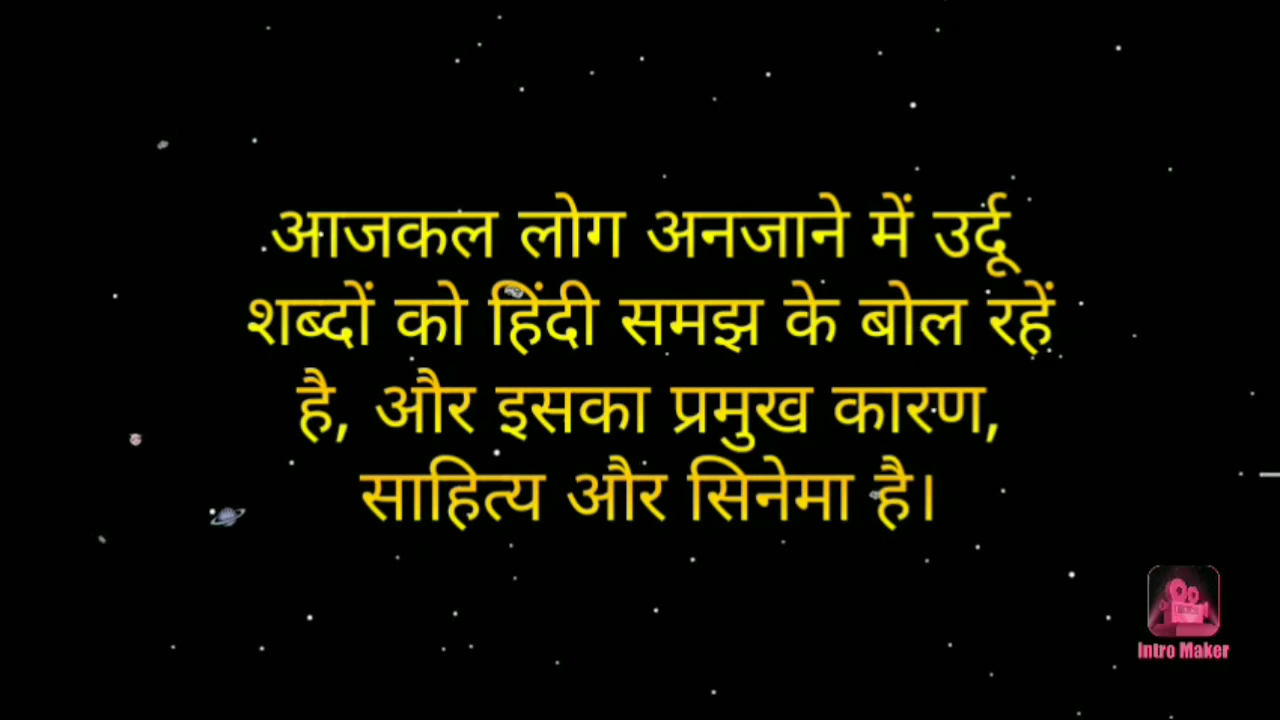 आजकल लोग अनजाने में उर्दू
शब्दों को हिंदी समझ के बोल रहें
है, और इसका प्रमुख कारण,
साहित्य और सिनेमा है।
Intro Maker